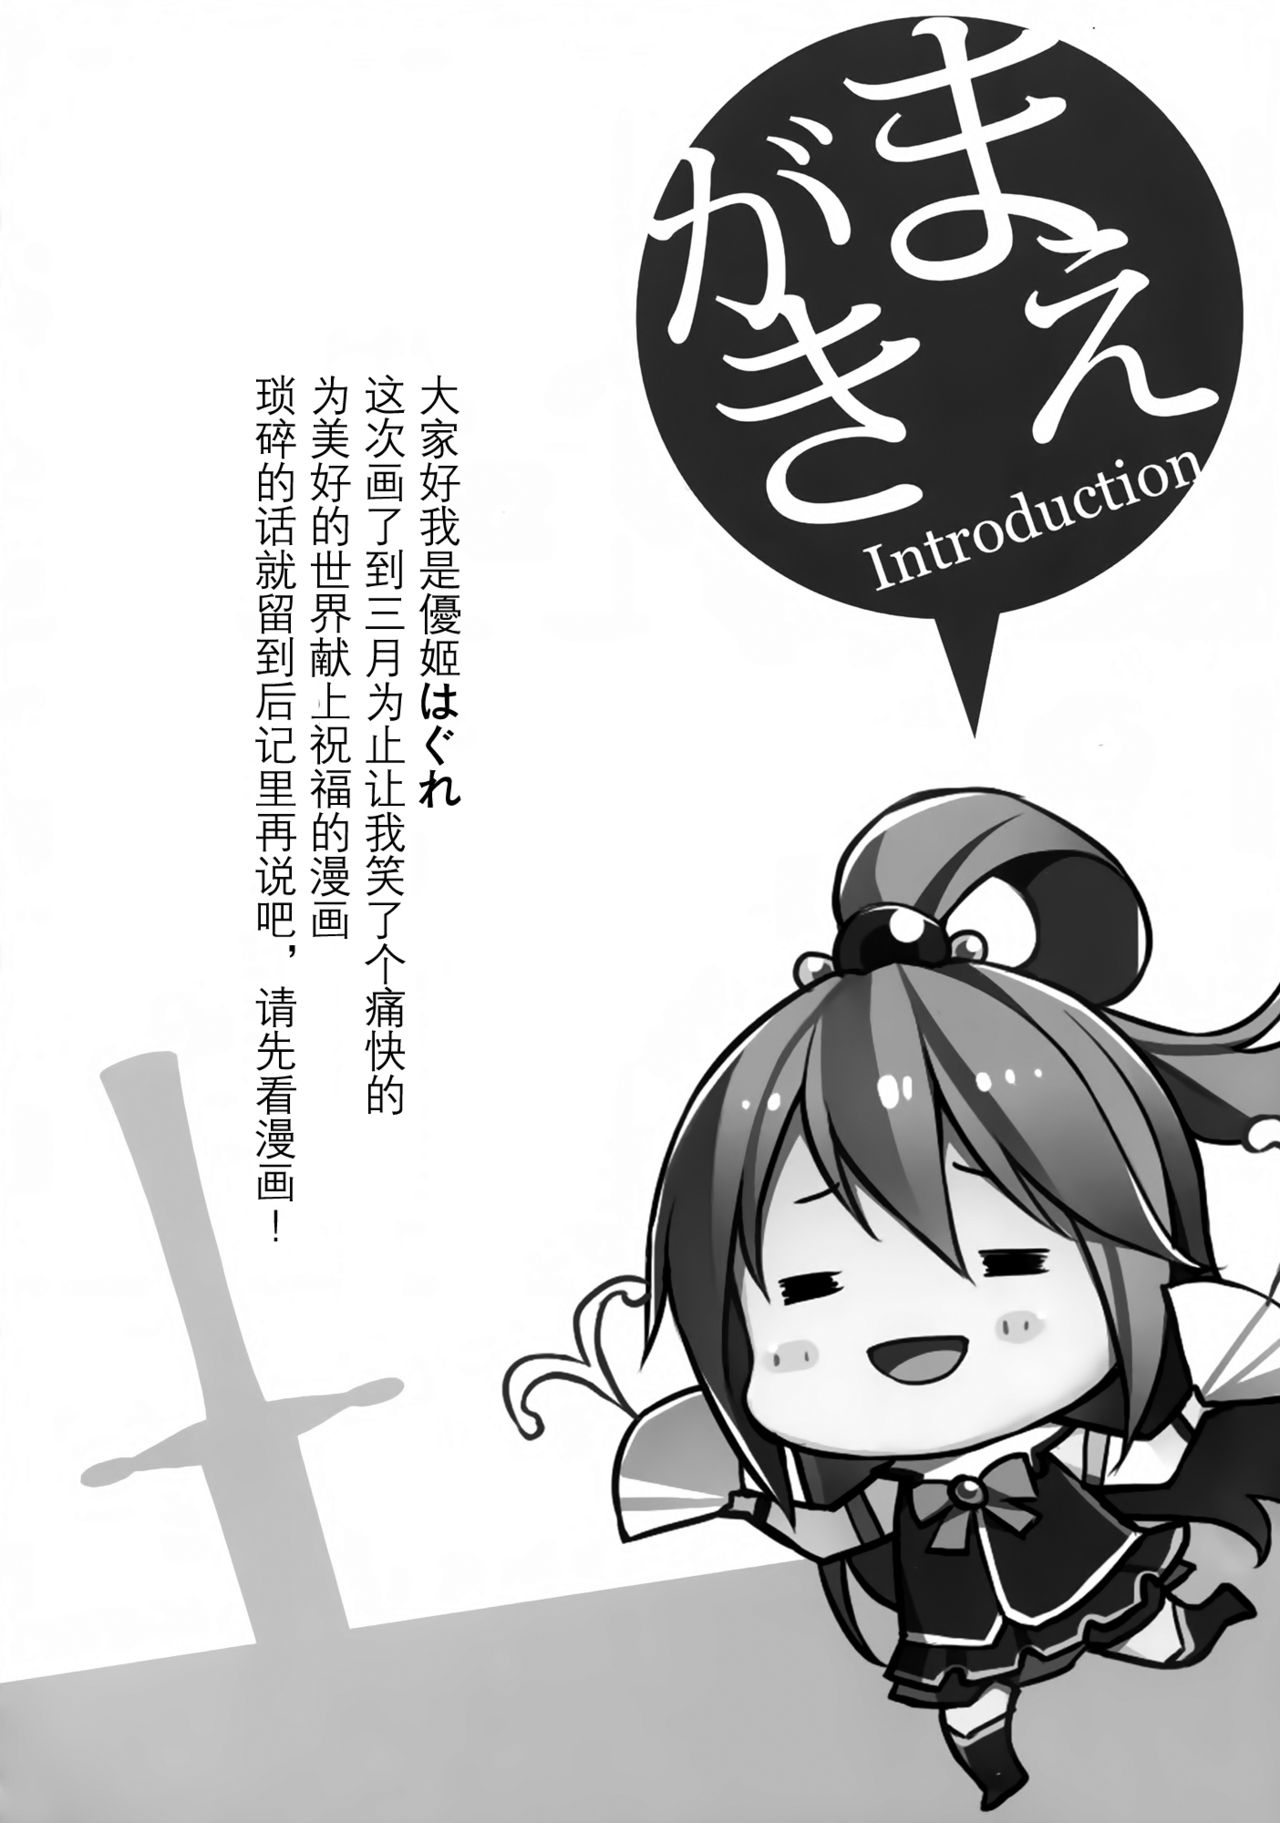 まえ
がき
Introduction
大家好我是優姬はぐれ
这次画了到三月为止让我笑了个痛快的
为美好的世界献上祝福的漫画
琐碎的话就留到后记里再说吧，请先看漫画！